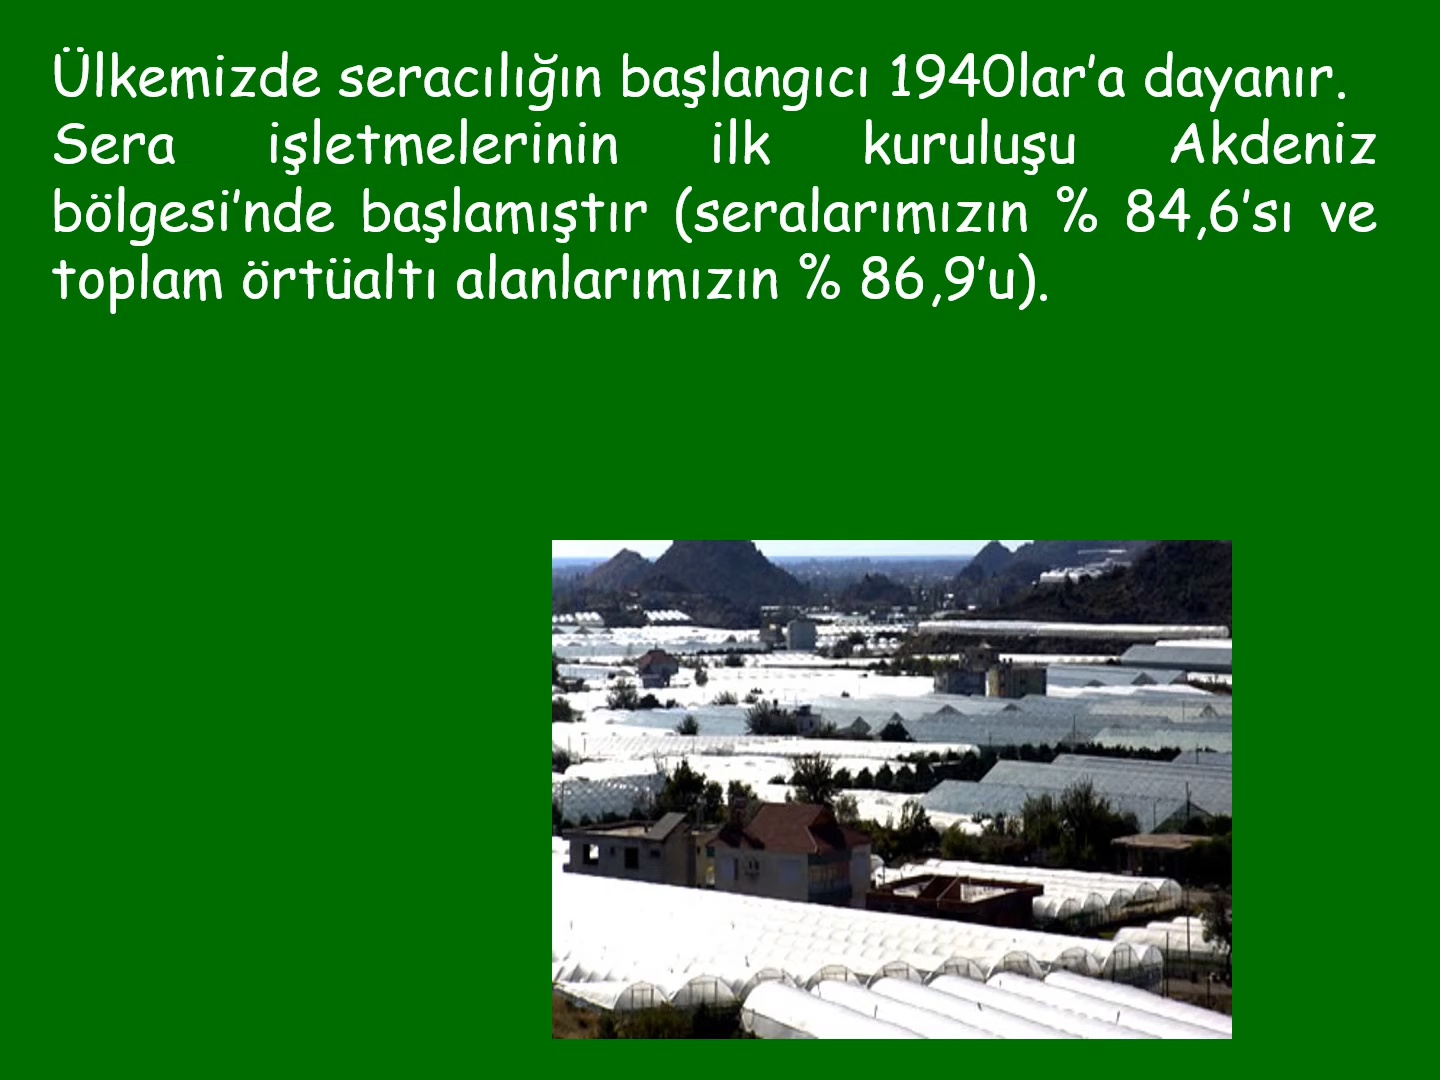 Ülkemizde seracılığın başlangıcı 1940lar’a dayanır.
Sera işletmelerinin ilk kuruluşu Akdeniz
bölgesi’nde başlamıştır (seralarımızın % 84,6’sı ve
toplam örtüaltı alanlarımızın % 86,9’u).